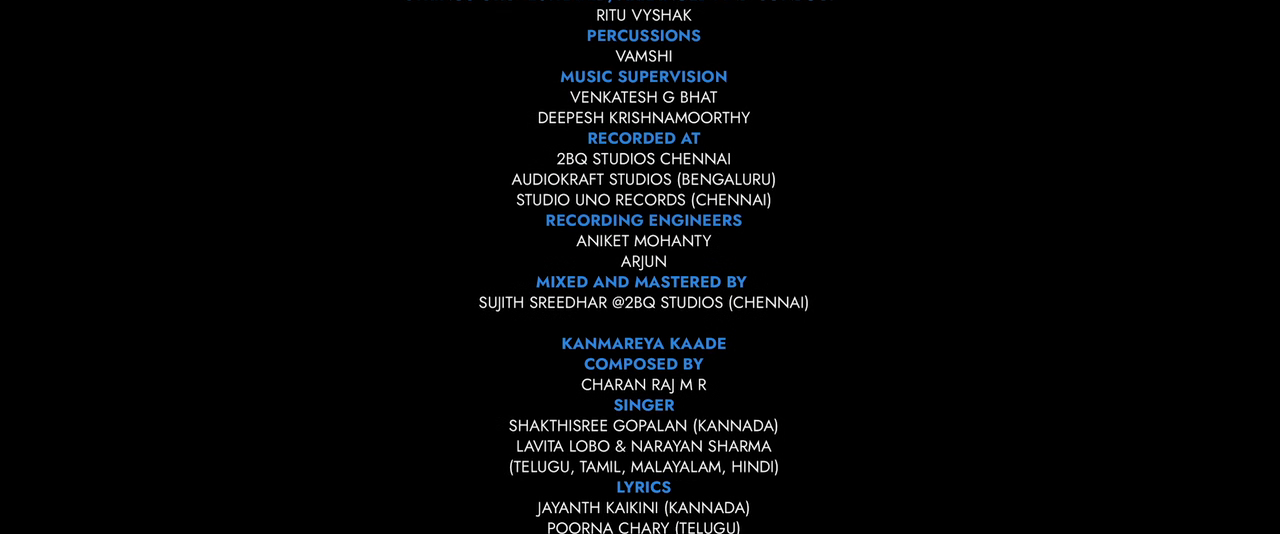 RITU VYSHAK
PERCUSSIONS
VAMSHI
MUSIC SUPERVISION
VENKATESH G BHAT
DEEPESH KRISHNAMOORTHY
RECORDED AT
2BQ STUDIOS CHENNAI
AUDIOKRAFT STUDIOS (BENGALURU)
STUDIO UNO RECORDS (CHENNAI)
RECORDING ENGINEERS
ANIKET MOHANTY
ARJUN
MIXED AND MASTERED BY
SUJITH SREEDHAR @2BQ STUDIOS (CHENNAI)
KANMAREYA KAADE
COMPOSED BY
CHARAN RAJ M R
SINGER
SHAKTHISREE GOPALAN (KANNADA)
LAVITA LOBO & NARAYAN SHARMA
(TELUGU, TAMIL, MALAYALAM, HINDI)
LYRICS
JAYANTH KAIKINI (KANNADA)
POORNA CHARY (TELUGU)